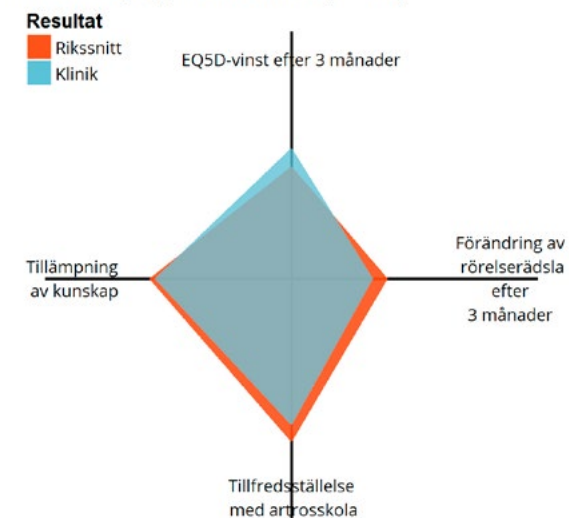 Resultat
Rikssnitt
Klinik
EQ5D-vinst efter 3 månader
Förändring av
rörelserädsla
efter
3 månader
Tillämpning
av kunskap
Tillfredsställelse
med artrosskola